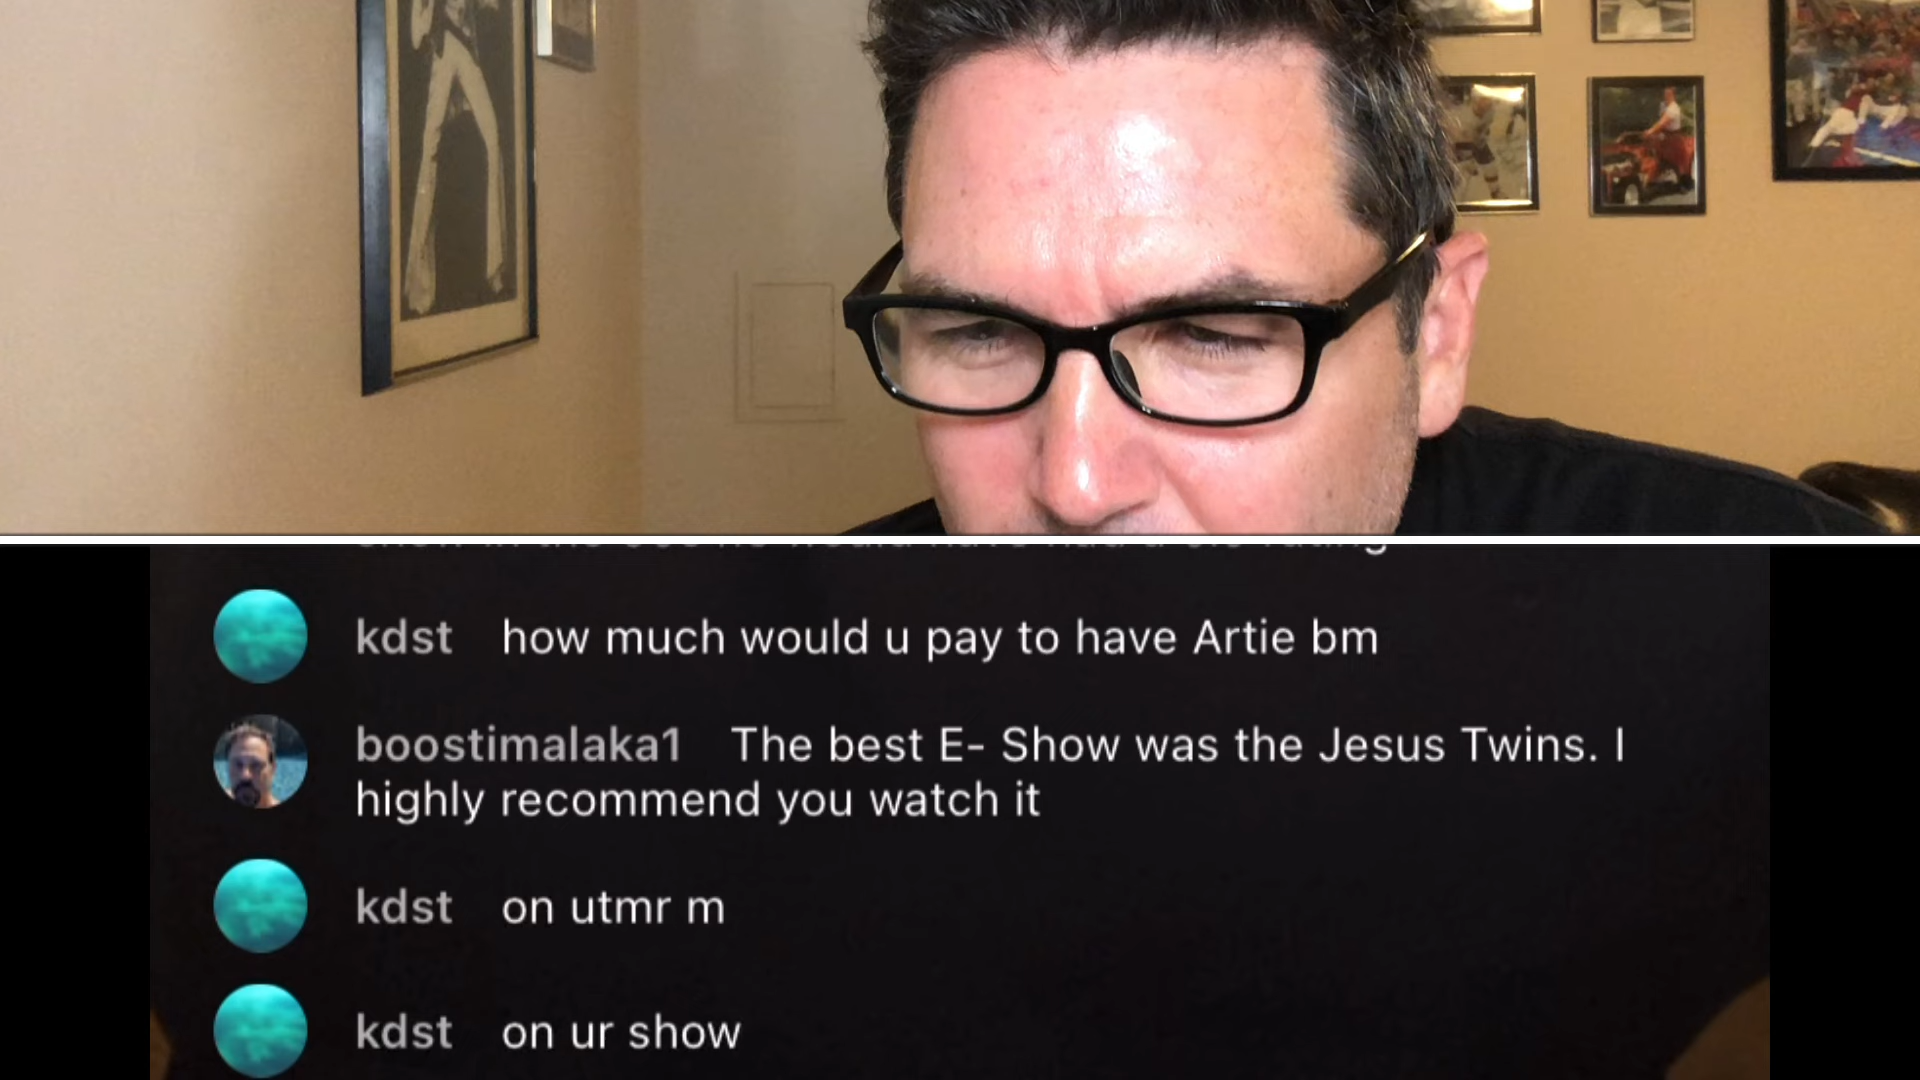 kdst how much would u pay to have Artie bm
boostimalaka1 The best E- Show was the Jesus Twins. I
highly recommend you watch it
kdst on utmr m
kdst on ur show